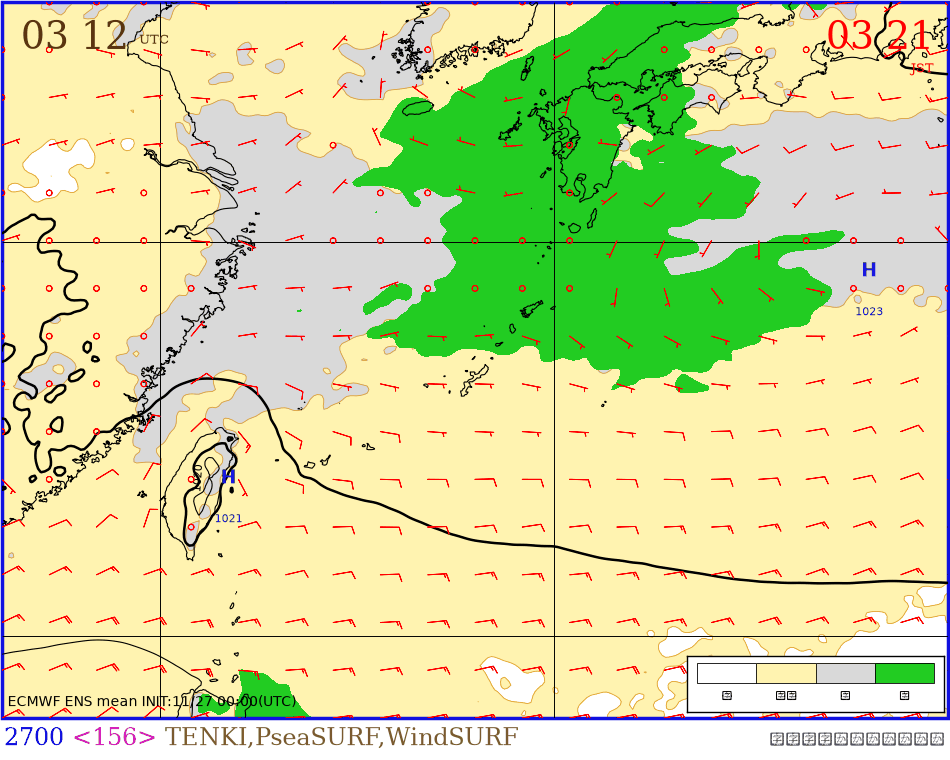 03 12 UTC
03 21
JST
H
1023
20
H
1021
ECMWF ENS mean INIT:11/27 00:00(UTC)
2700 <156> TENKI,PseaSURF,WindSURF